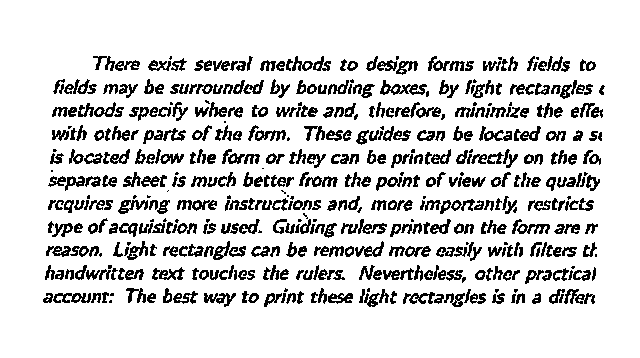 There exist several methods to design forms with fields to
fields may be surrounded by bounding boxes, by light rectangles
methods specify where to write and, therefore, minimize the
with other parts of the form. These guides can be located on a
is located below the form or they can be printed directly on the
separate sheet is much better from the point of view of the quality
requires giving more instructions and, more importantly, restricts
type of acquisition is used. Guiding rulers printed on the form are
reason. Light rectangles can be removed more easily with filters
handwritten text touches the rulers. Nevertheless, other practical
account: The best way to print these light rectangles is in a